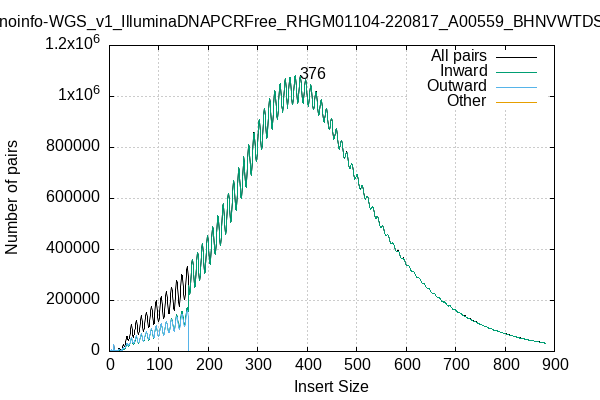 noinfo-WGS_v1_IlluminaDNAPCRFree_RHGM01104-220817_A00559_BHNVWTDS
1.2x10^6
1x10^6
800000
600000
400000
200000
0
Number of pairs
376
All pairs
Inward
Outward
Other
0 100 200 300 400 500 600 700 800 900
Insert Size